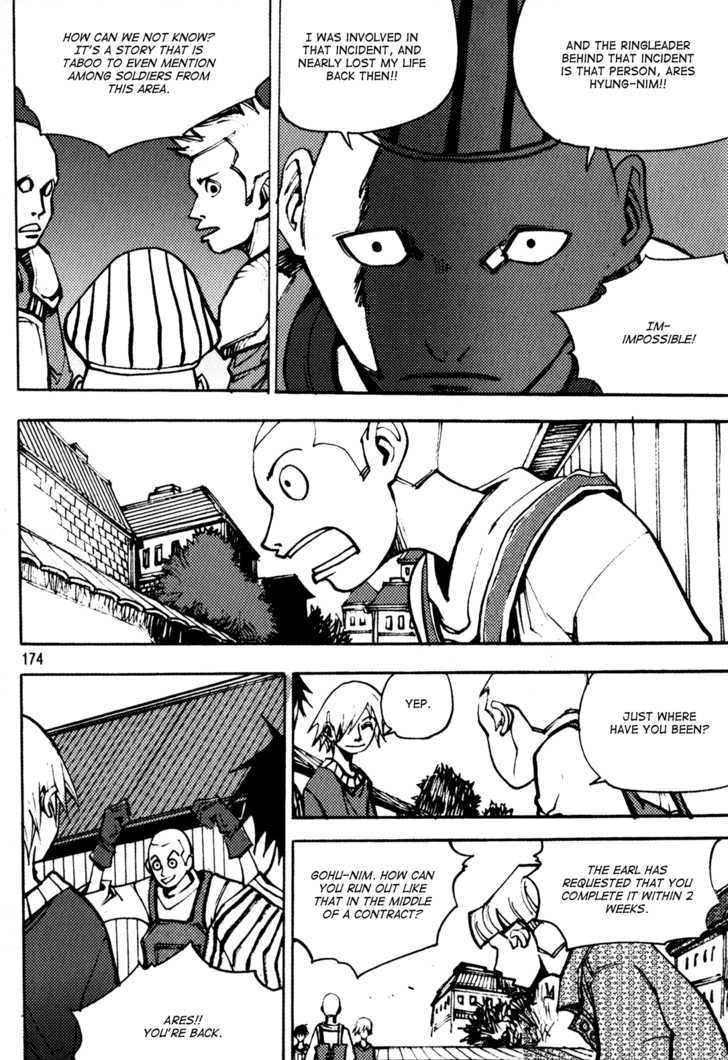 HOW CAN WE NOT KNOW?
IT'S A STORY THAT IS
TABOO TO EVEN MENTION
AMONG SOLDIERS FROM
THIS AREA.
I WAS INVOLVED IN
THAT INCIDENT, AND
NEARLY LOST MY LIFE
BACK THEN!!
AND THE RINGLEADER
BEHIND THAT INCIDENT
IS THAT PERSON, ARES
HYUNG-NIM!!
IM-
IMPOSSIBLE!
174
ARES!!
YOU'RE BACK.
YEP.
JUST WHERE
HAVE YOU BEEN?
GOHU-NIM. HOW CAN
YOU RUN OUT LIKE
THAT IN THE MIDDLE
OF A CONTRACT?
THE EARL HAS
REQUESTED THAT YOU
COMPLETE IT WITHIN 2
WEEKS.